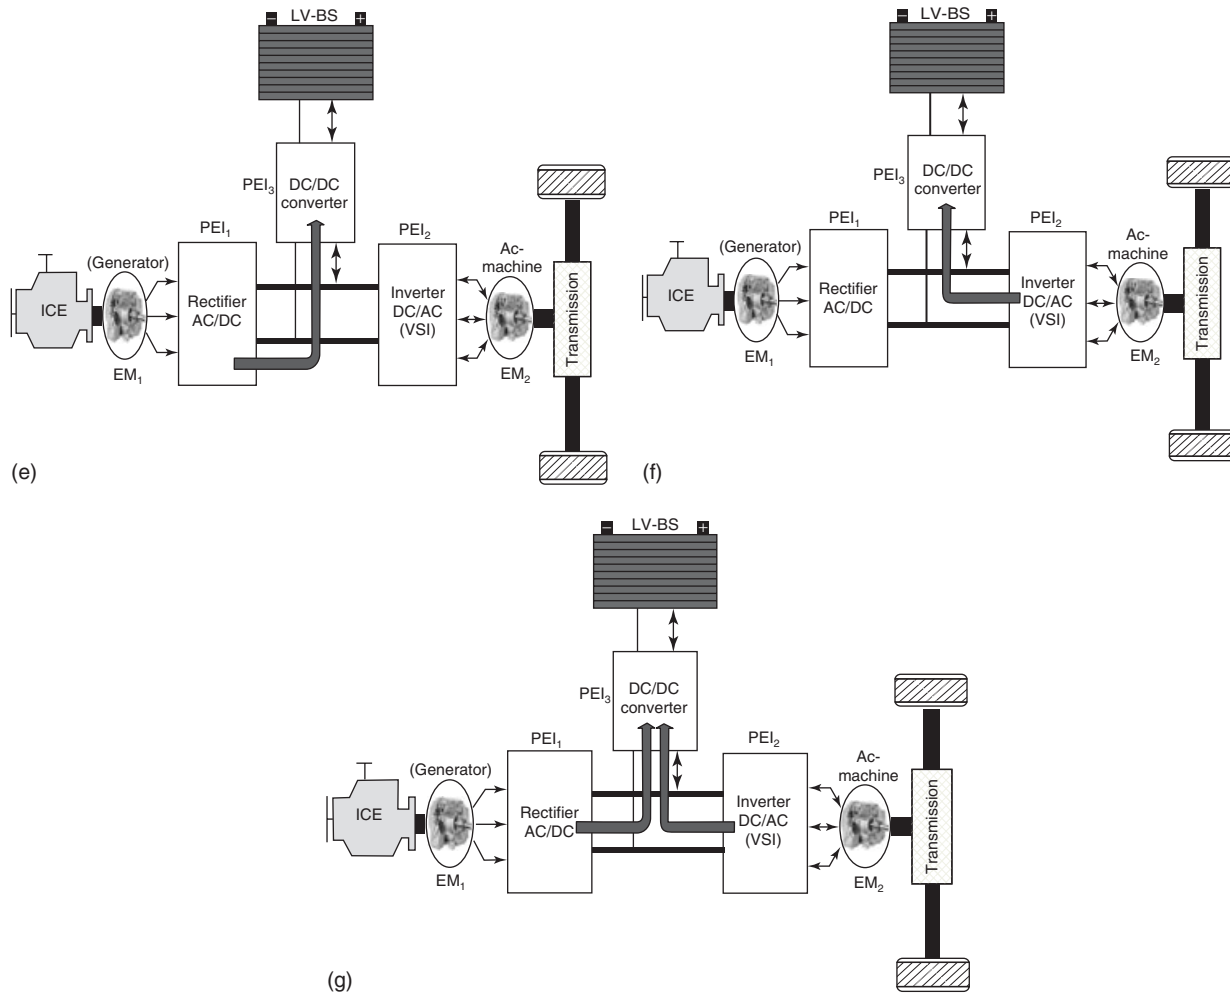 − LV-BS +
PEI3
DC/DC
converter
PEI1
PEI2
(Generator)
Ac-
machine
ICE
Rectifier
AC/DC
Inverter
DC/AC
(VSI)
Transmission
EM1
EM2
(e)
− LV-BS +
PEI3
DC/DC
converter
PEI1
PEI2
(Generator)
Ac-
machine
ICE
Rectifier
AC/DC
Inverter
DC/AC
(VSI)
Transmission
EM1
EM2
(f)
− LV-BS +
PEI3
DC/DC
converter
PEI1
PEI2
(Generator)
Ac-
machine
ICE
Rectifier
AC/DC
Inverter
DC/AC
(VSI)
Transmission
EM1
EM2
(g)